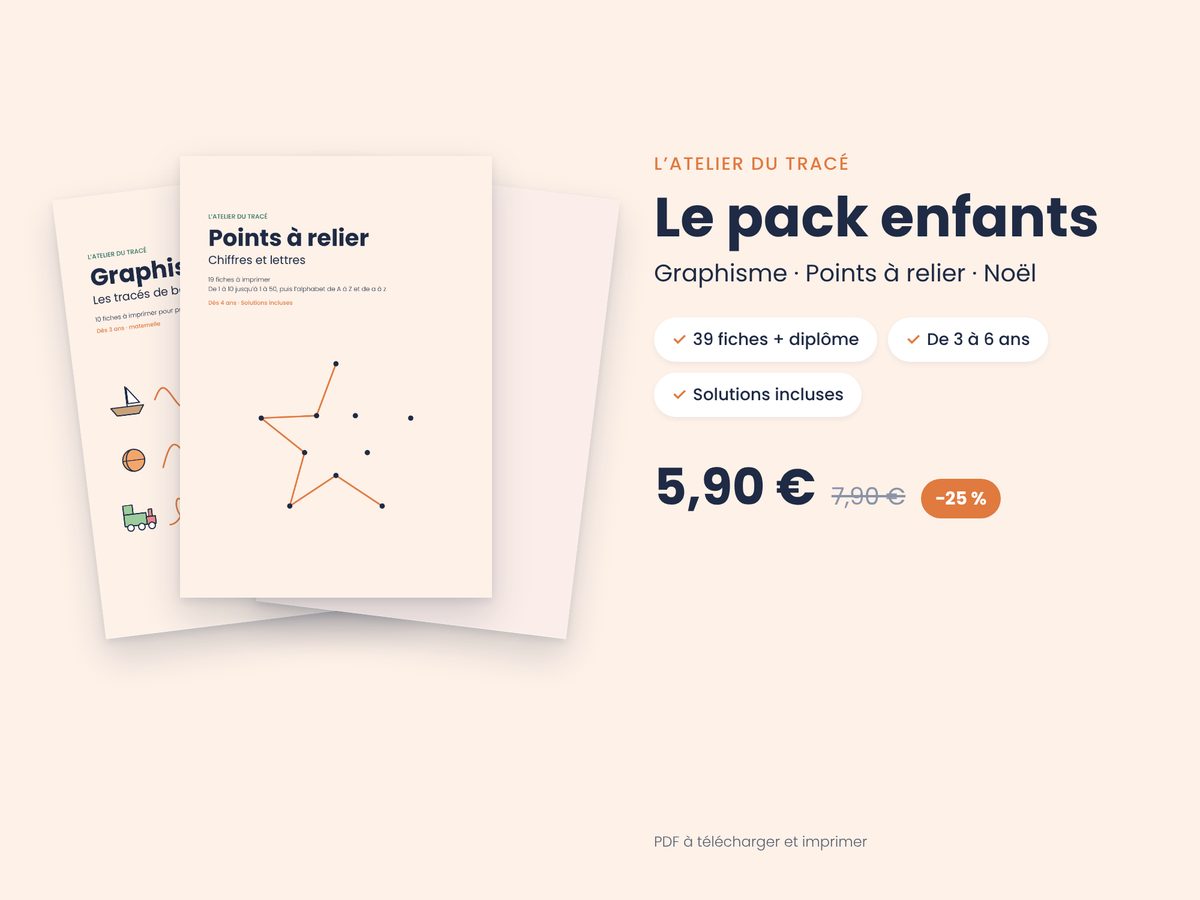 L'ATELIER DU TRACÉ
Graphis
Les tracés de b
10 fiches à imprimer pour p
Dès 3 ans · maternelle
L'ATELIER DU TRACÉ
Points à relier
Chiffres et lettres
19 fiches à imprimer
De 1 à 10 jusqu'à 1 à 50, puis l'alphabet de A à Z et de a à z
Dès 4 ans · Solutions incluses
L'ATELIER DU TRACÉ
Le pack enfants
Graphisme · Points à relier · Noël
39 fiches + diplôme
De 3 à 6 ans
Solutions incluses
5,90 € 7,90 € -25 %
PDF à télécharger et imprimer